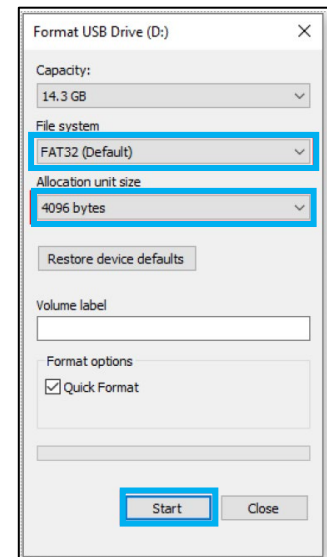 Format USB Drive (D:)
Capacity:
14.3 GB
File system
FAT32 (Default)
Allocation unit size
4096 bytes
Restore device defaults
Volume label
Format options
Quick Format
Start Close